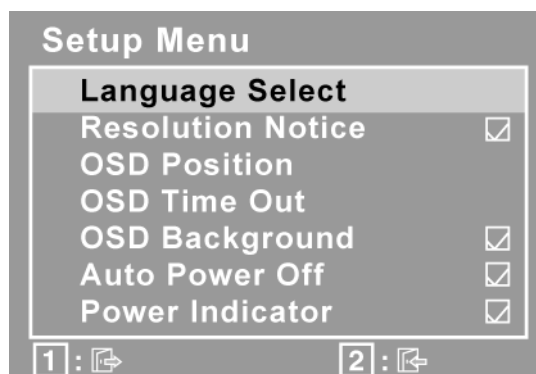 Setup Menu
Language Select
Resolution Notice
OSD Position
OSD Time Out
OSD Background
Auto Power Off
Power Indicator
1: 2: